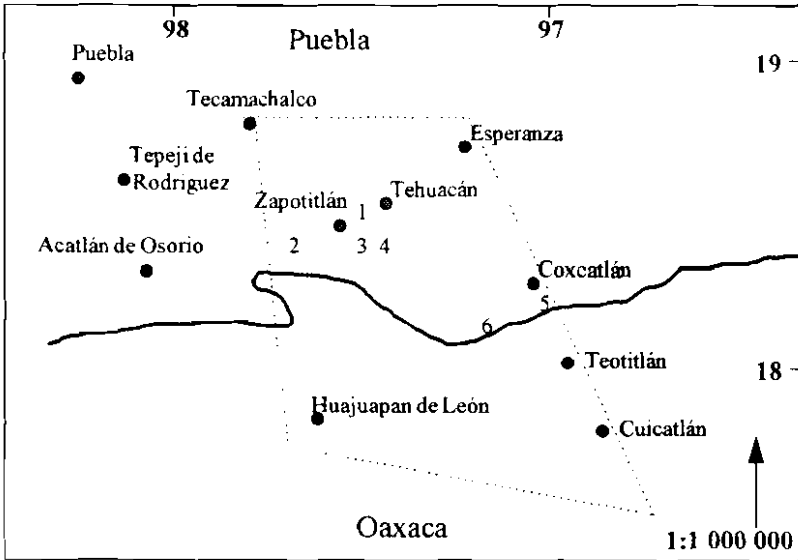 98
97
Puebla
Puebla
19
Tecamachalco
Esperanza
Tepeji de
Rodriguez
Zapotitlán
1
Tehuacán
2
3
4
Acatlán de Osorio
Coxcatlán
5
6
Teotitlán
18
Huajuapan de León
Cuicatlán
Oaxaca
1:1 000 000